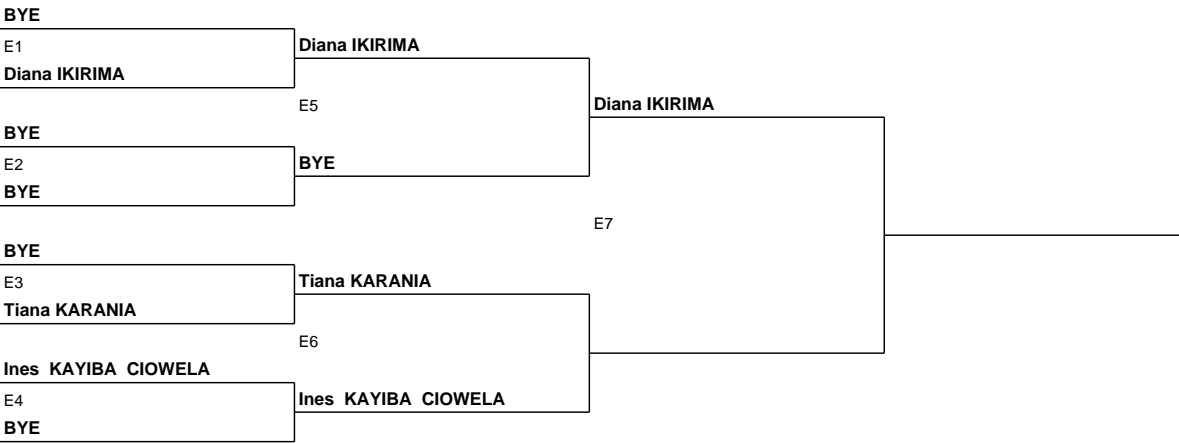 BYE
E1
Diana IKIRIMA
Diana IKIRIMA
E5
BYE
E2
BYE
BYE
Diana IKIRIMA
E7
BYE
E3
Tiana KARANIA
Tiana KARANIA
E6
Ines KAYIBA CIOWELA
E4
BYE
Ines KAYIBA CIOWELA